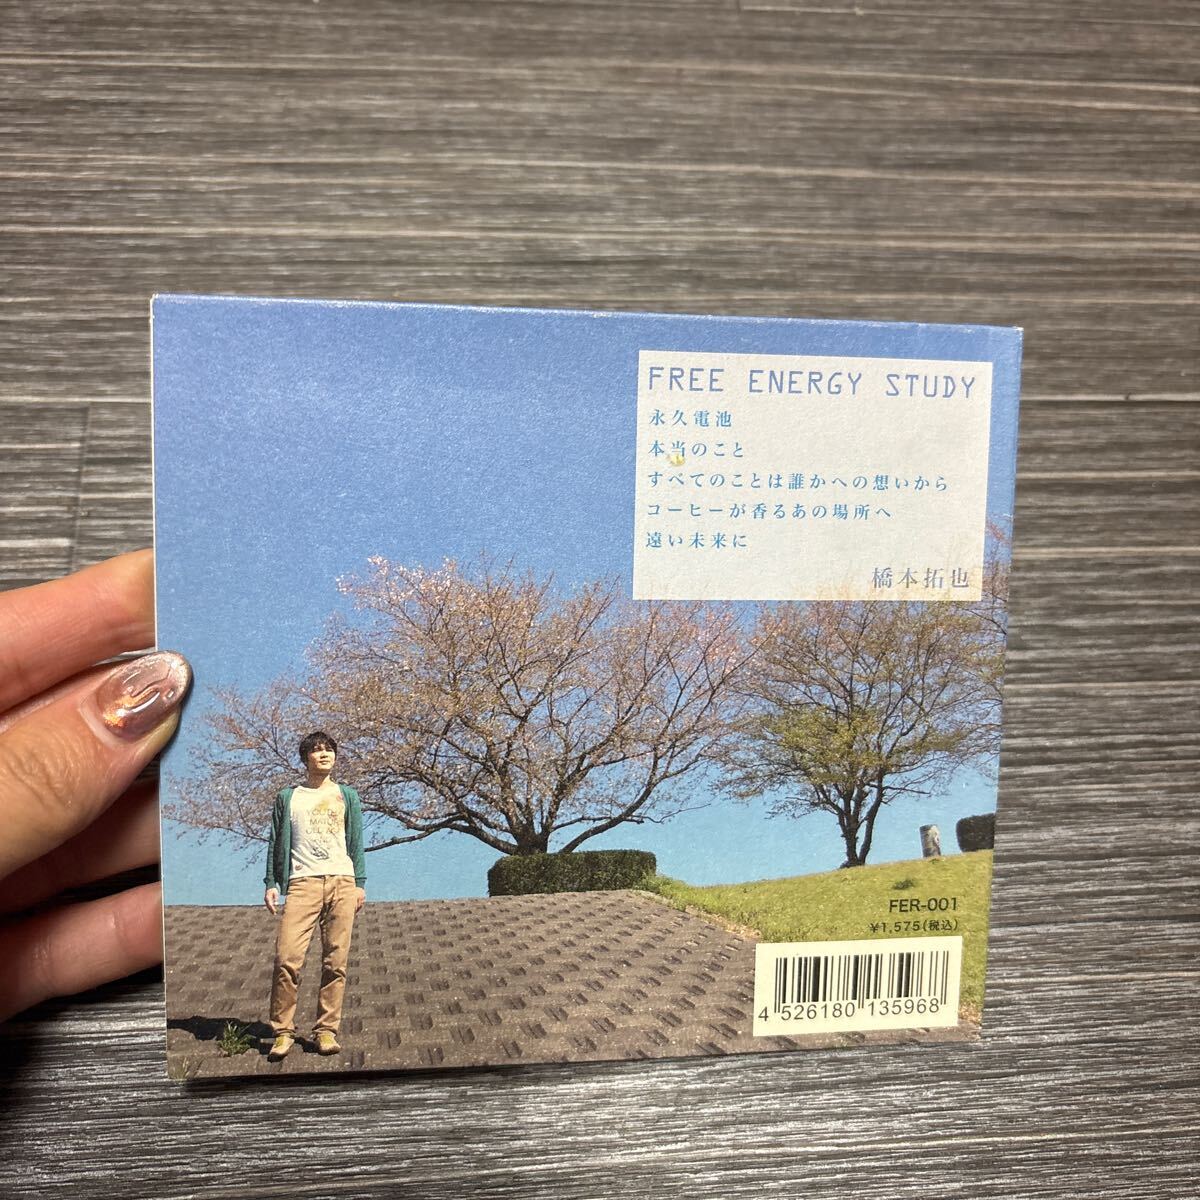 FREE ENERGY STUDY
永久電池
本当のこと
すべてのことは誰かへの想いから
コーヒーが香るあの場所へ
遠い未来に
橋本拓也
FER-001
¥1,575(税込)
4 526180 135968